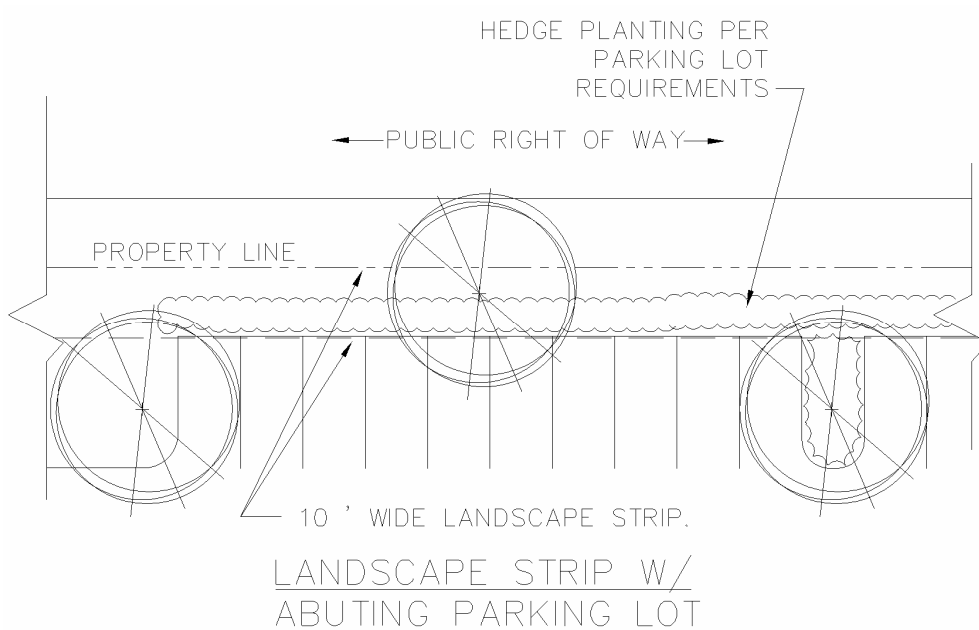 HEDGE PLANTING PER
PARKING LOT
REQUIREMENTS
PUBLIC RIGHT OF WAY
PROPERTY LINE
10 ' WIDE LANDSCAPE STRIP.
LANDSCAPE STRIP W/
ABUTING PARKING LOT